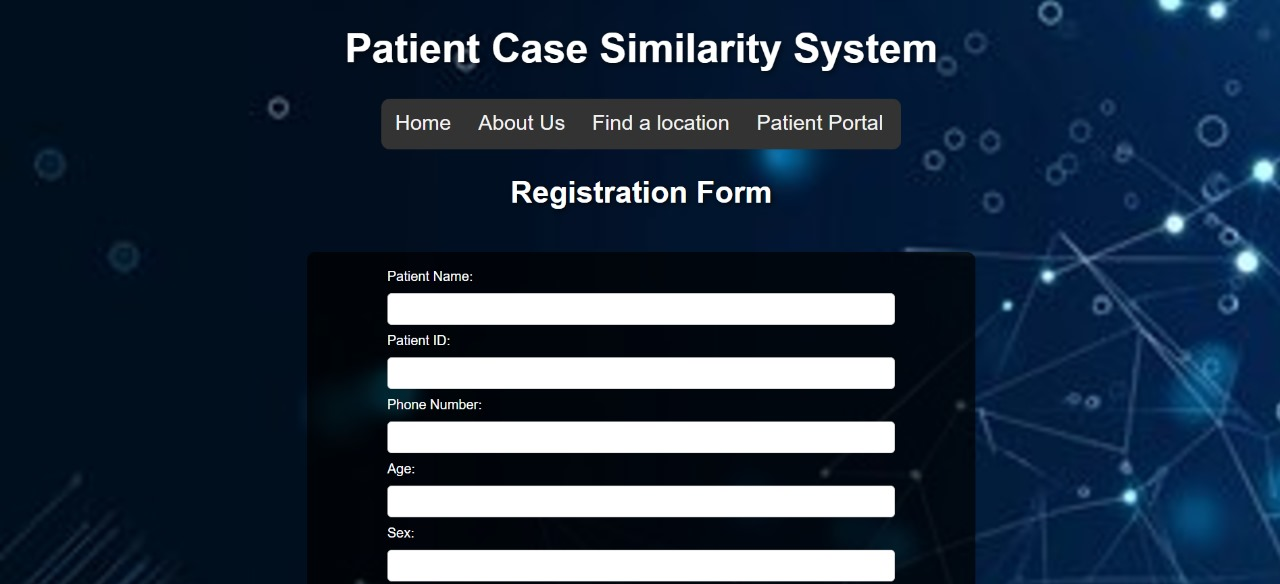 Patient Case Similarity System
Home About Us Find a location Patient Portal
Registration Form
Patient Name:
Patient ID:
Phone Number:
Age:
Sex: